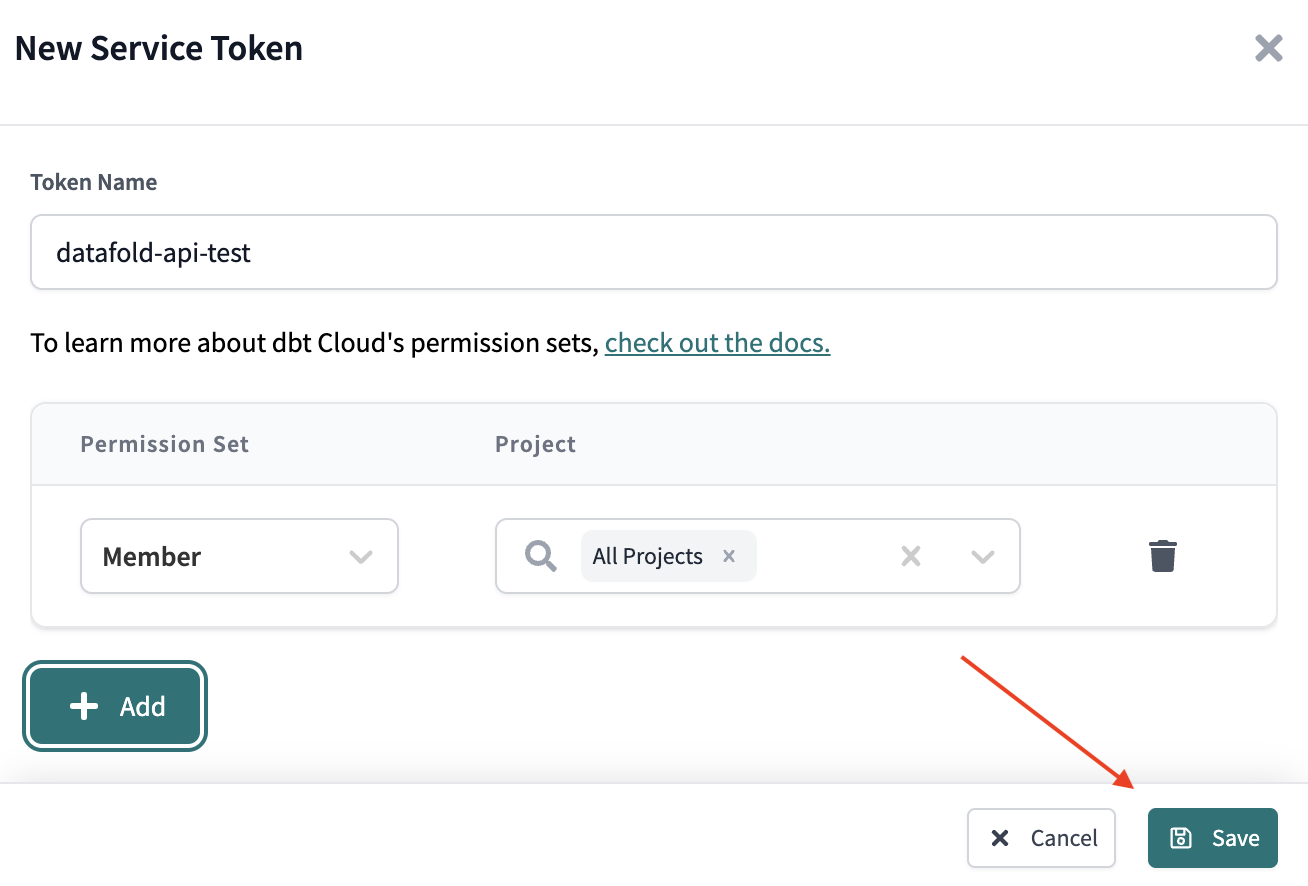 New Service Token
Token Name
datafold-api-test
To learn more about dbt Cloud's permission sets, check out the docs.
Permission Set Project
Member All Projects
Add
Cancel Save